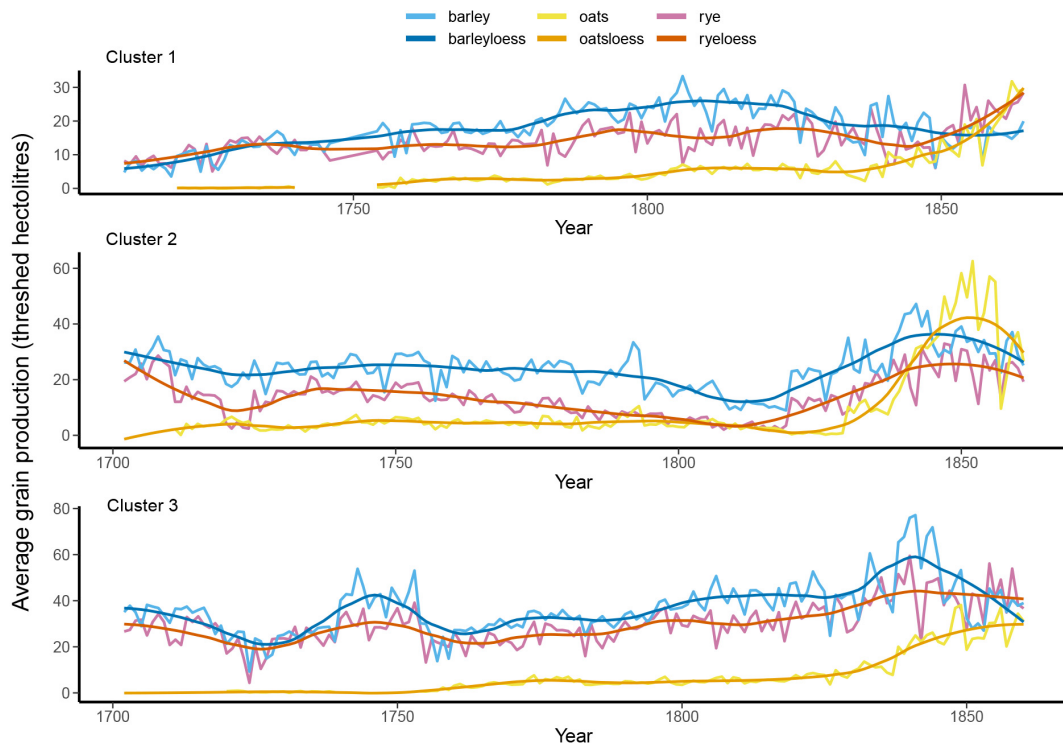 barley oats rye
barleyloess oatsloess ryeloess
Average grain production (threshed hectolitres)
Cluster 1
30
20
10
0
1750 1800 1850
Year
Cluster 2
60
40
20
0
1700 1750 1800 1850
Year
Cluster 3
80
60
40
20
0
1700 1750 1800 1850
Year